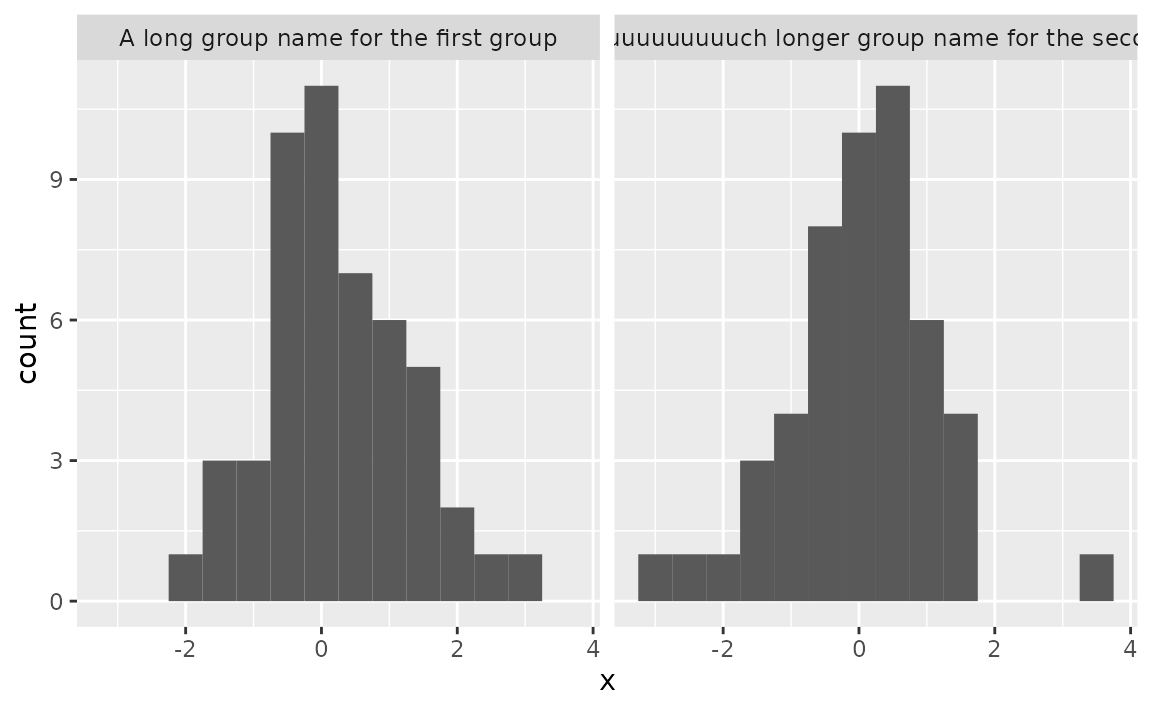 A long group name for the first group
uuuuuuuuch longer group name for the seco
count
9
6
3
0
-2 0 2 4
-2 0 2 4
x